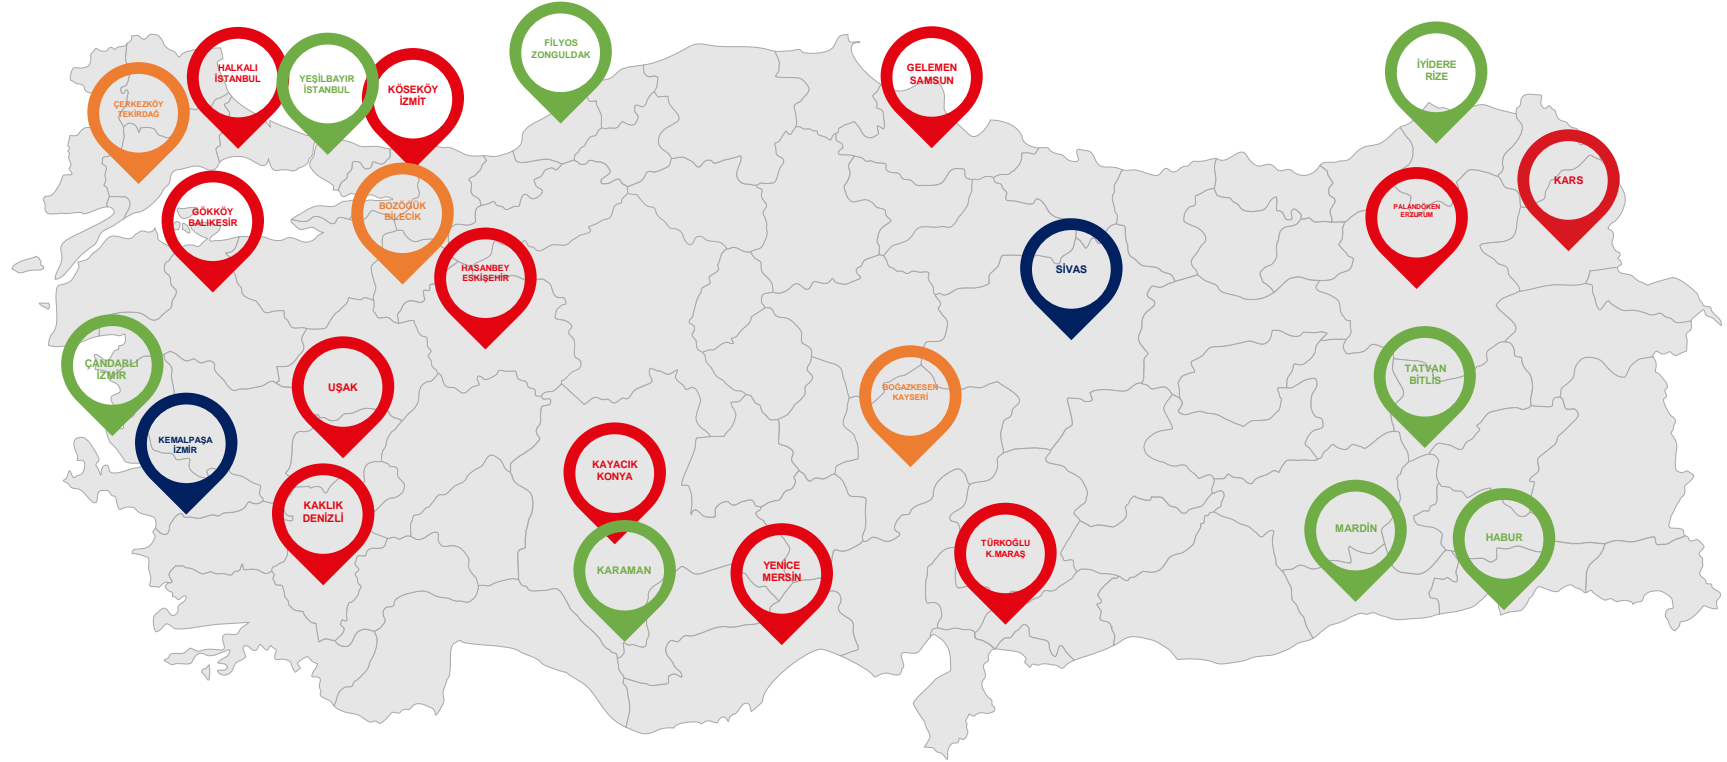 FİLYOS
ZONGULDAK
HALKALI
İSTANBUL
YEŞİLBAYIR
İSTANBUL
KÖSEKÖY
İZMİT
GELEMEN
SAMSUN
İYİDERE
RİZE
ÇERKEZKÖY
TEKİRDAĞ
KARS
GÖKKÖY
BALIKESİR
BOZÖĞÜK
BİLECİK
PALANDÖKEN
ERZURUM
HASANBEY
ESKİŞEHİR
SİVAS
ÇANDARLI
İZMİR
UŞAK
BOĞAZKESEN
KAYSERİ
TATVAN
BİTLİS
KEMALPAŞA
İZMİR
KAYACIK
KONYA
KAKLIK
DENİZLİ
MARDİN
HABUR
TÜRKOĞLU
K.MARAŞ
KARAMAN
YENİCE
MERSİN